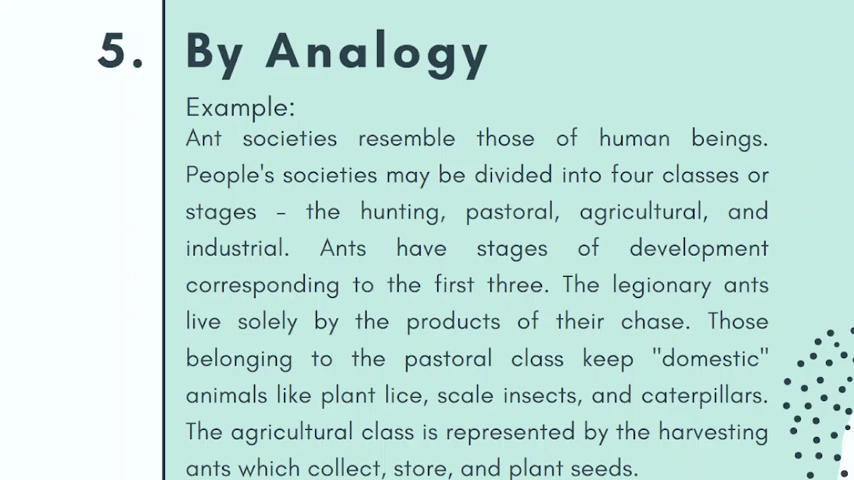 5. By Analogy
Example:
Ant societies resemble those of human beings.
People's societies may be divided into four classes or
stages - the hunting, pastoral, agricultural, and
industrial. Ants have stages of development
corresponding to the first three. The legionary ants
live solely by the products of their chase. Those
belonging to the pastoral class keep "domestic"
animals like plant lice, scale insects, and caterpillars.
The agricultural class is represented by the harvesting
ants which collect, store, and plant seeds.